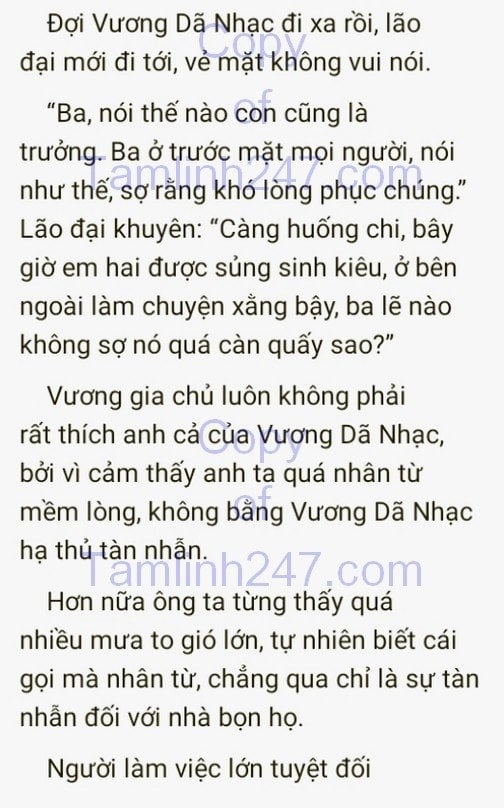 Đợi Vương Dã Nhạc đi xa rồi, lão
đại mới đi tới, vẻ mặt không vui nói.
“Ba, nói thế nào con cũng là
trưởng. Ba ở trước mặt mọi người, nói
như thế, sợ rằng khó lòng phục chúng.”
Lão đại khuyên: “Càng huống chi, bây
giờ em hai được sủng sinh kiêu, ở bên
ngoài làm chuyện xằng bậy, ba lẽ nào
không sợ nó quá càn quấy sao?”
Vương gia chủ luôn không phải
rất thích anh cả của Vương Dã Nhạc,
bởi vì cảm thấy anh ta quá nhân từ
mềm lòng, không bằng Vương Dã Nhạc
hạ thủ tàn nhẫn.
Hơn nữa ông ta từng thấy quá
nhiều mưa to gió lớn, tự nhiên biết cái
gọi mà nhân từ, chẳng qua chỉ là sự tàn
nhẫn đối với nhà bọn họ.
Người làm việc lớn tuyệt đối
Copy
of
Tamlinh247.com
Copy
of
Tamlinh247.com